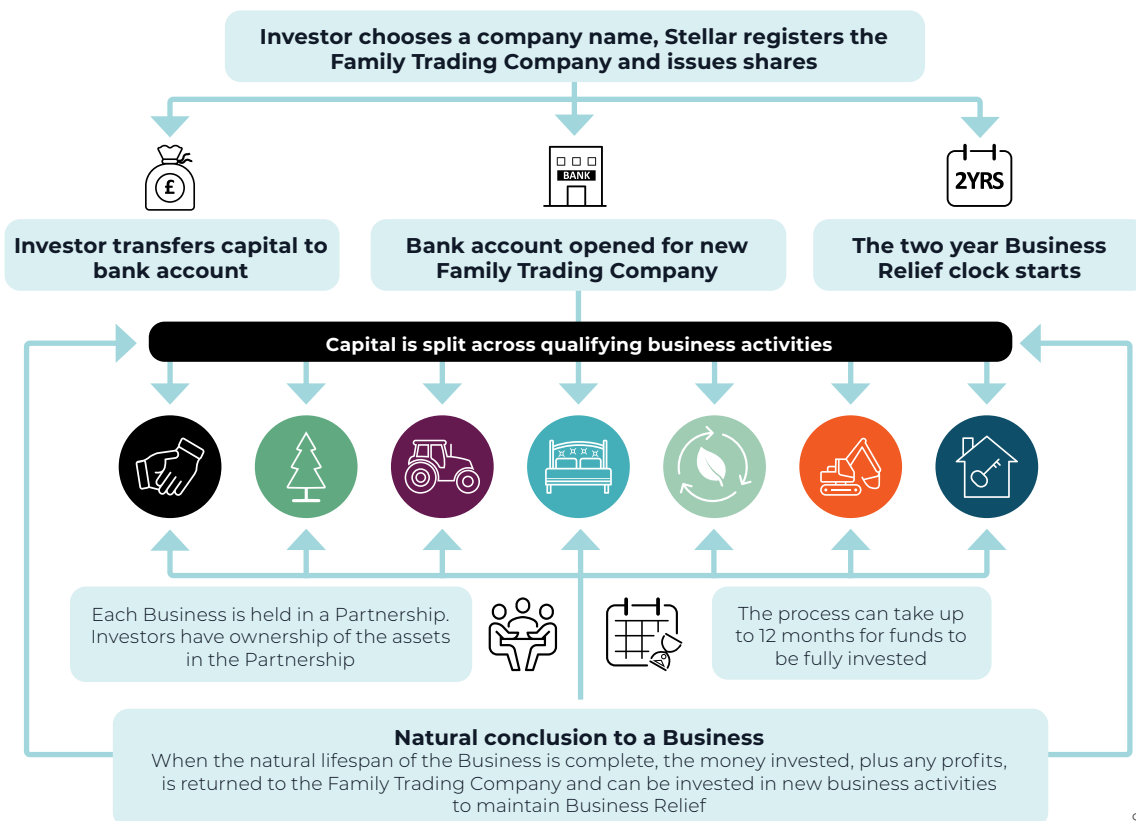 Investor chooses a company name, Stellar registers the
Family Trading Company and issues shares
£
BANK
2YRS
Investor transfers capital to
bank account
Bank account opened for new
Family Trading Company
The two year Business
Relief clock starts
Capital is split across qualifying business activities
Each Business is held in a Partnership.
Investors have ownership of the assets
in the Partnership
The process can take up
to 12 months for funds to
be fully invested
Natural conclusion to a Business
When the natural lifespan of the Business is complete, the money invested, plus any profits,
is returned to the Family Trading Company and can be invested in new business activities
to maintain Business Relief